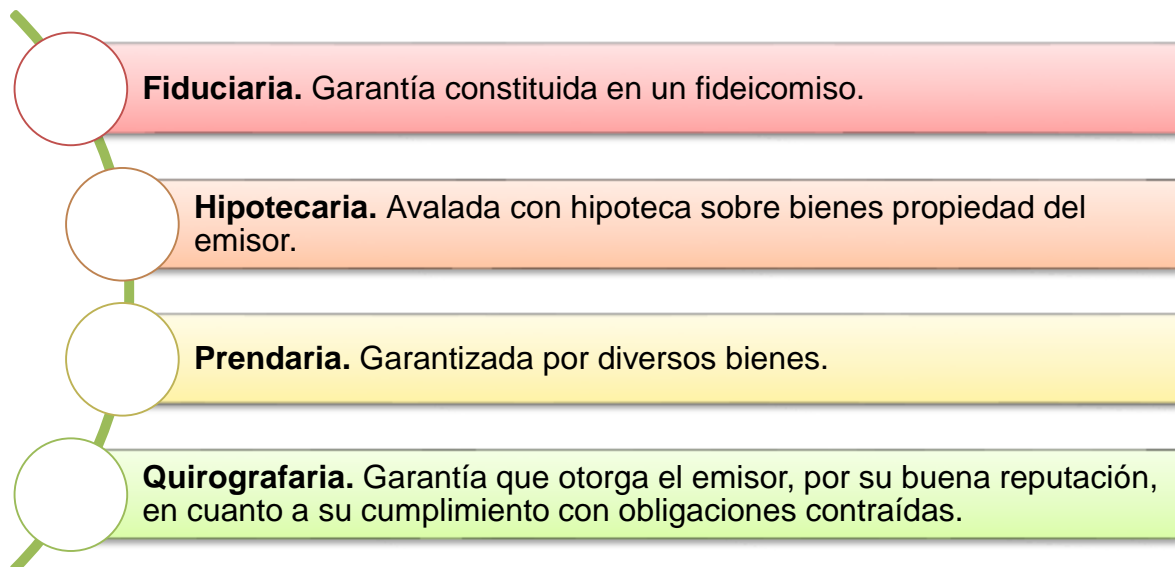 Fiduciaria. Garantía constituida en un fideicomiso.
Hipotecaria. Avalada con hipoteca sobre bienes propiedad del
emisor.
Prendaria. Garantizada por diversos bienes.
Quirografaria. Garantía que otorga el emisor, por su buena reputación,
en cuanto a su cumplimiento con obligaciones contraídas.